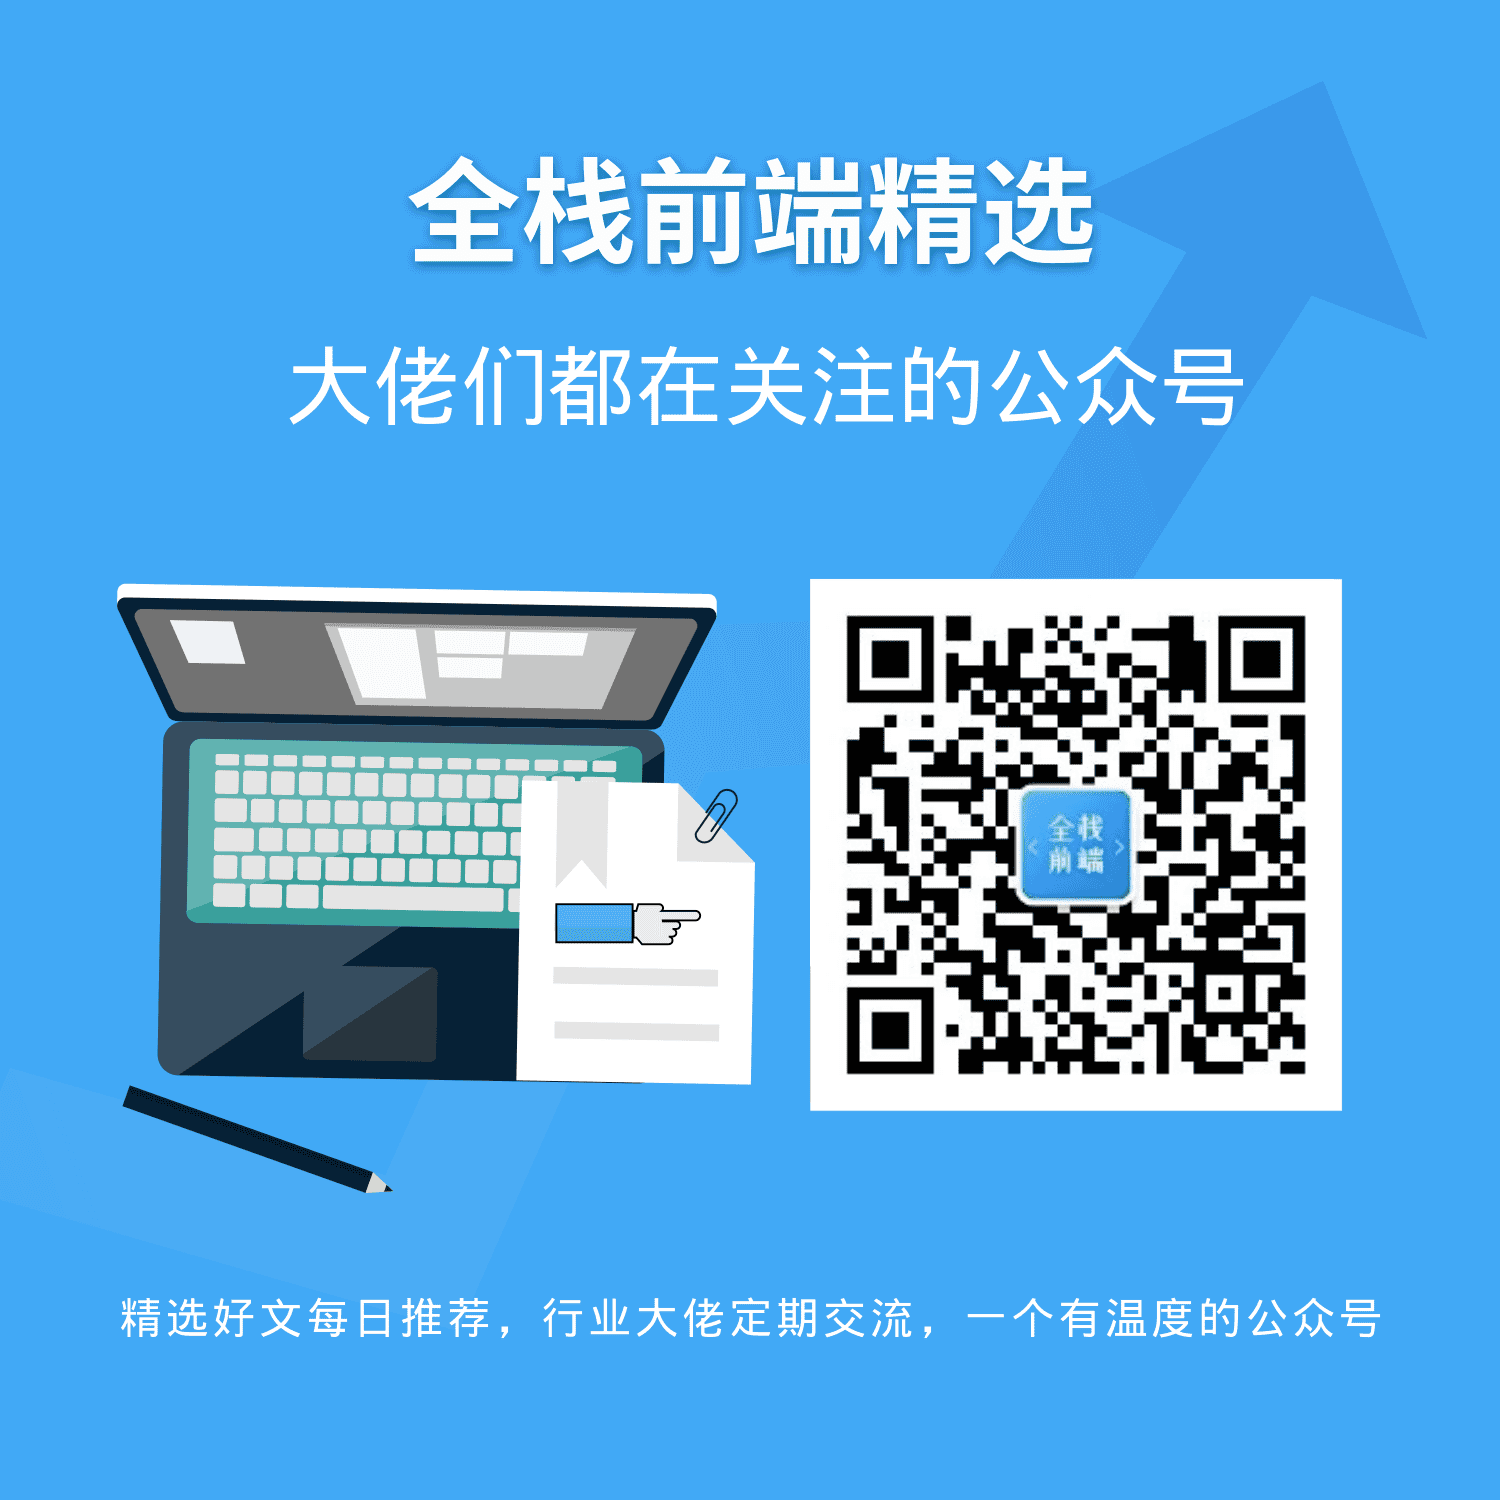 全栈前端精选
大佬们都在关注的公众号
全栈
前端
精选好文每日推荐，行业大佬定期交流，一个有温度的公众号